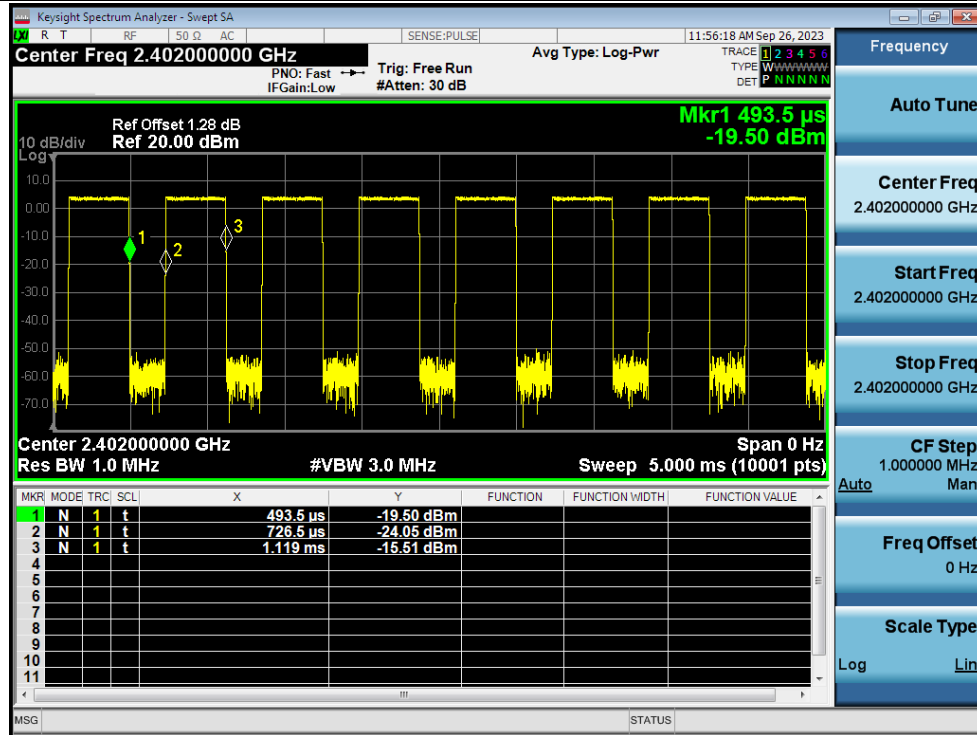 Keysight Spectrum Analyzer - Swept SA
LXI R T RF 50 Ω AC SENSE:PULSE 11:56:18 AM Sep 26, 2023
Center Freq 2.402000000 GHz
Avg Type: Log-Pwr
TRACE 1 2 3 4 5 6
TYPE WWWWWW
DET P N N N N N
PNO: Fast
IFGain:Low
Trig: Free Run
#Atten: 30 dB
Mkr1 493.5 µs
-19.50 dBm
Ref Offset 1.28 dB
Ref 20.00 dBm
10 dB/div
Log
10.0
0.00
-10.0
-20.0
-30.0
-40.0
-50.0
-60.0
-70.0
1
2
3
Center 2.402000000 GHz Span 0 Hz
Res BW 1.0 MHz #VBW 3.0 MHz Sweep 5.000 ms (10001 pts)
MKR MODE TRC SCL X Y FUNCTION FUNCTION WIDTH FUNCTION VALUE
1 N 1 t 493.5 µs -19.50 dBm
2 N 1 t 726.5 µs -24.05 dBm
3 N 1 t 1.119 ms -15.51 dBm
4
5
6
7
8
9
10
11
MSG STATUS
Frequency
Auto Tune
Center Freq
2.402000000 GHz
Start Freq
2.402000000 GHz
Stop Freq
2.402000000 GHz
CF Step
1.000000 MHz
Auto Man
Freq Offset
0 Hz
Scale Type
Log Lin